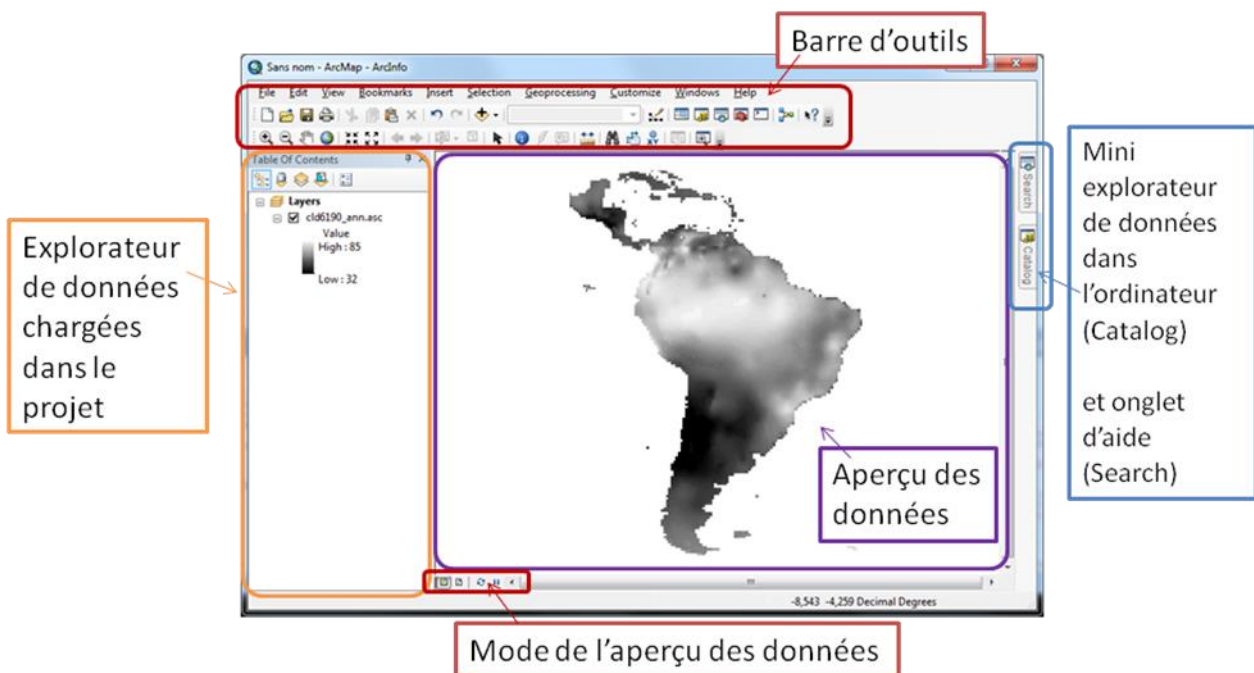 Barre d'outils
Sans nom - ArcMap - ArcInfo
File Edit View Bookmarks Insert Selection Geoprocessing Customize Windows Help
Table Of Contents
Layers
cld6190_ann.asc
Value
High : 85
Low : 32
Search
Catalog
Explorateur
de données
chargées
dans le
projet
Mini
explorateur
de données
dans
l'ordinateur
(Catalog)
et onglet
d'aide
(Search)
Aperçu des
données
-8,543 -4,259 Decimal Degrees
Mode de l'aperçu des données